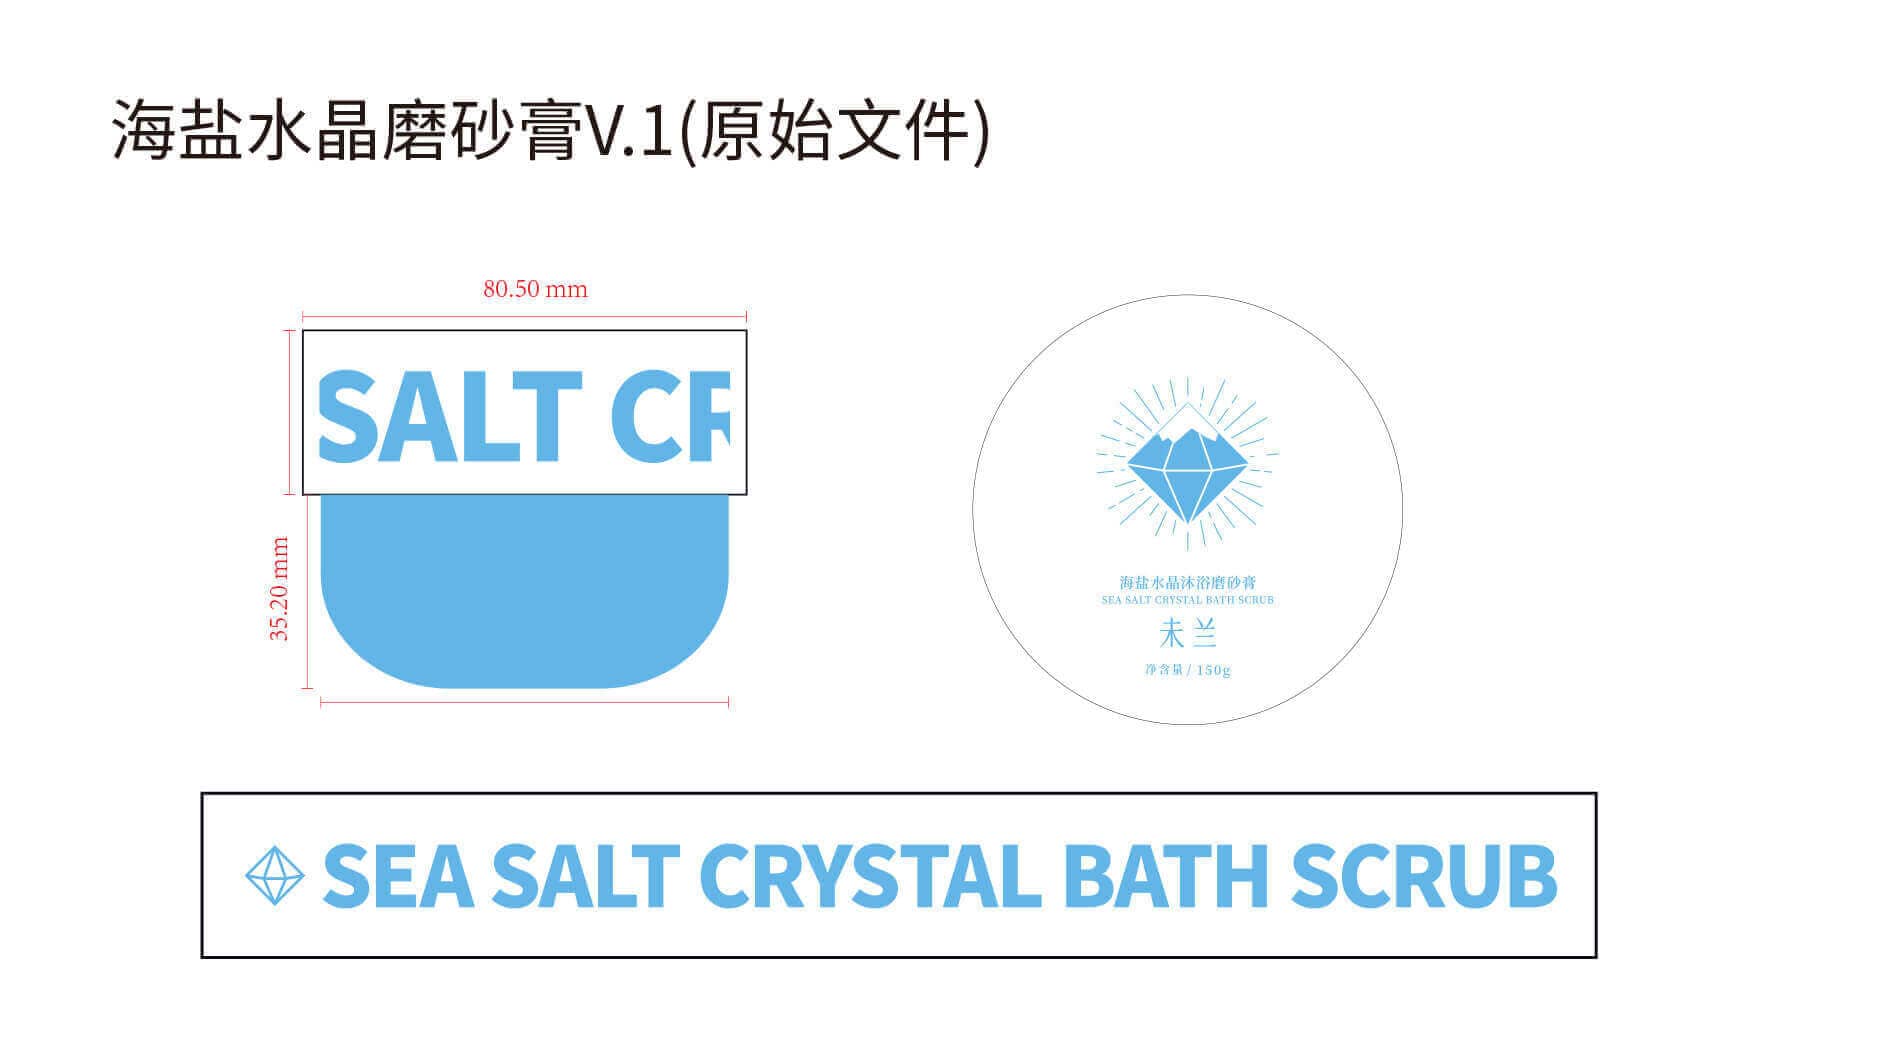 海盐水晶磨砂膏V.1(原始文件)
80.50 mm
SALT CR
35.20 mm
海盐水晶沐浴磨砂膏
SEA SALT CRYSTAL BATH SCRUB
未兰
净含量 / 150g
SEA SALT CRYSTAL BATH SCRUB